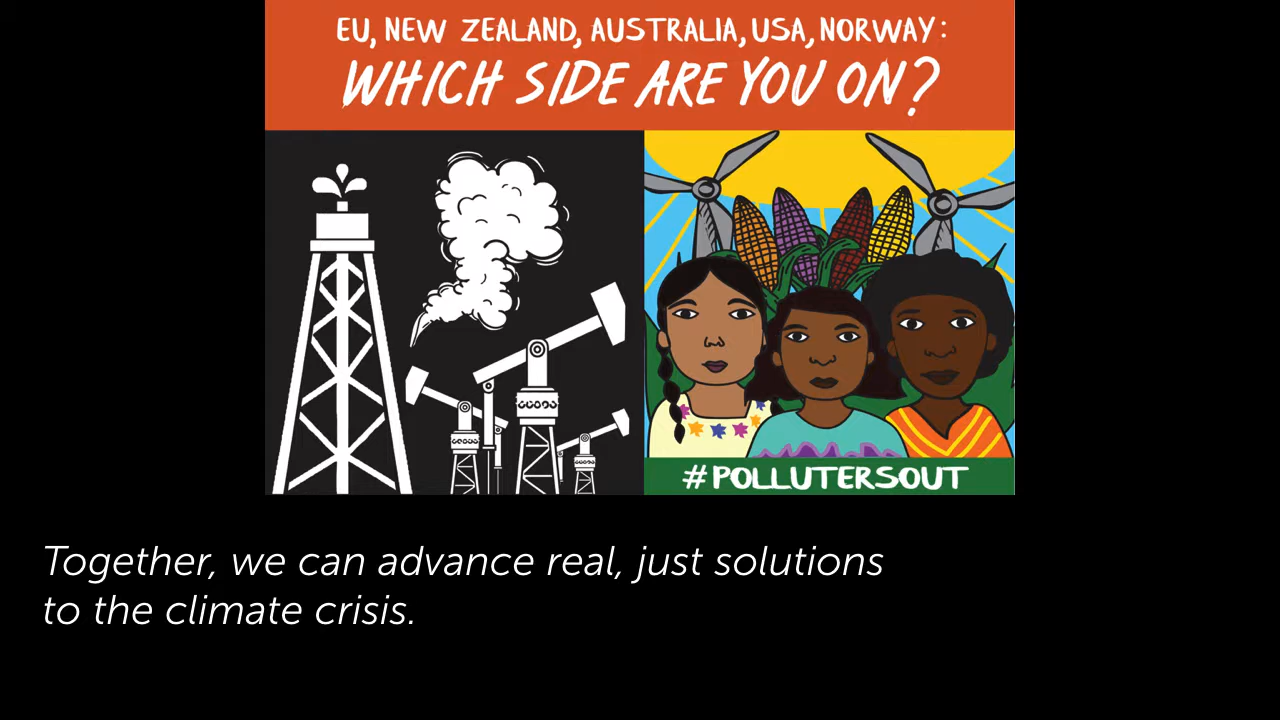 EU, NEW ZEALAND, AUSTRALIA, USA, NORWAY:
WHICH SIDE ARE YOU ON?
#POLLUTERSOUT
Together, we can advance real, just solutions
to the climate crisis.